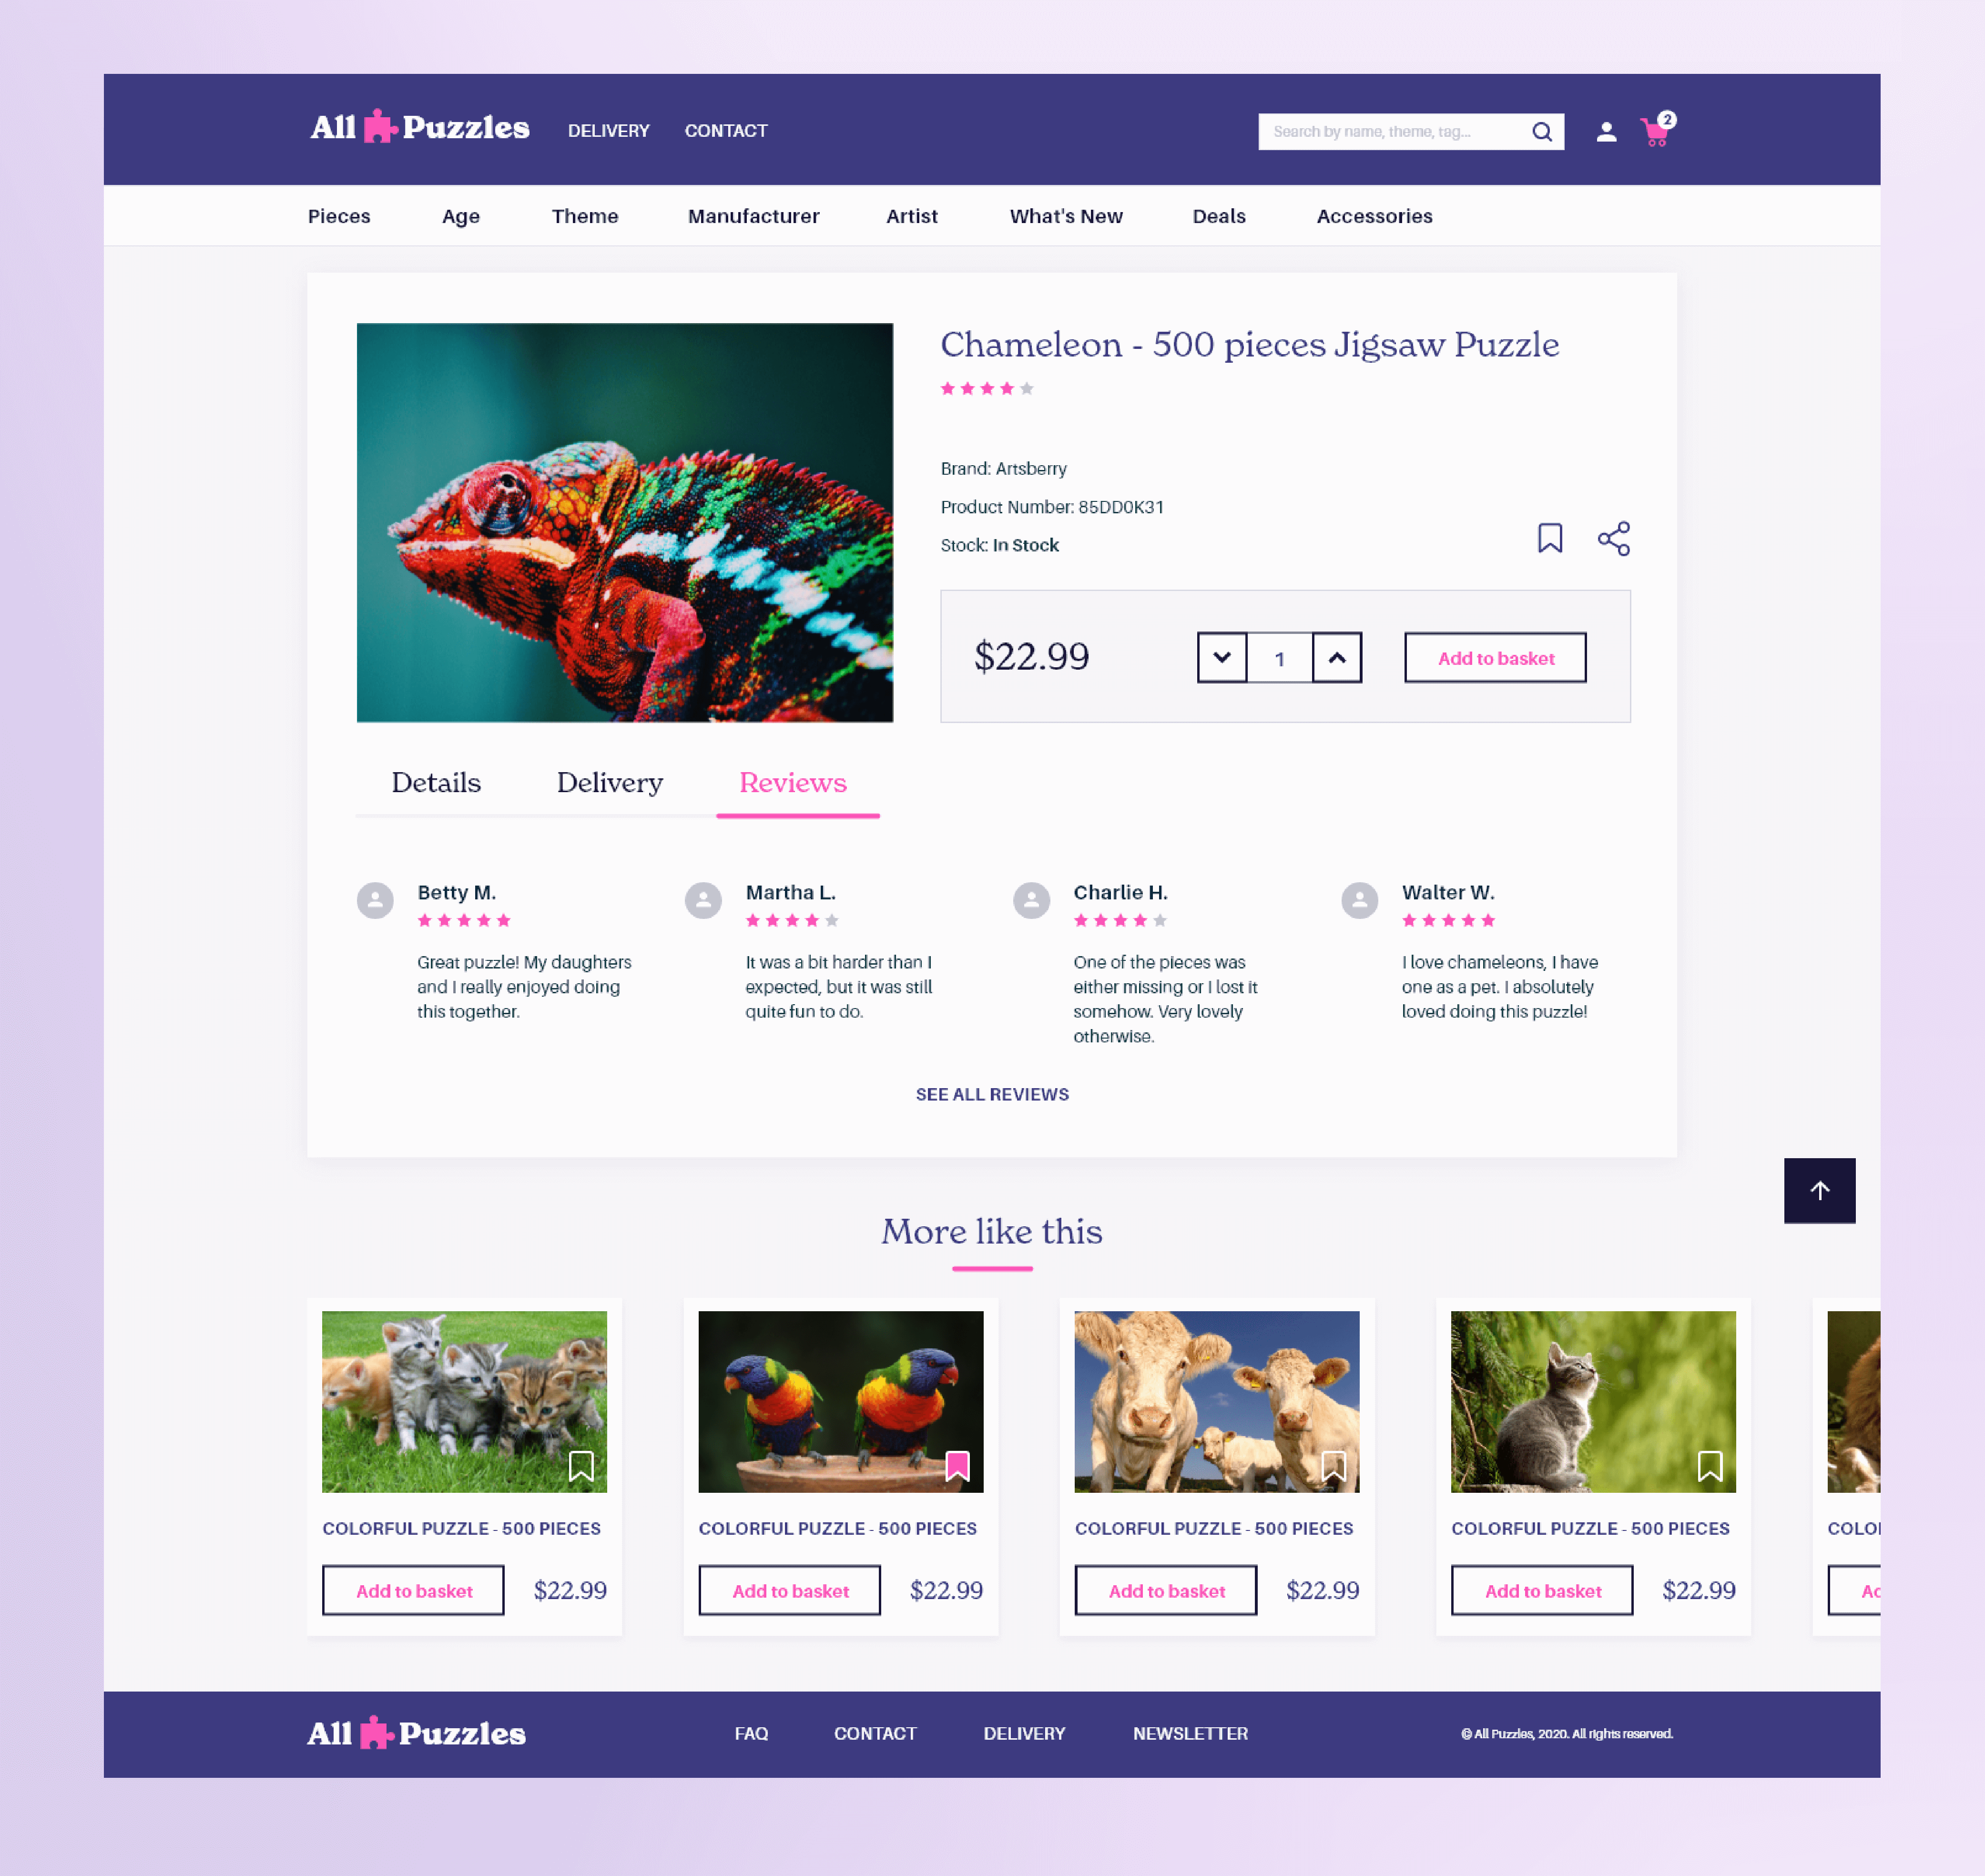 All Puzzles
DELIVERY
CONTACT
Search by name, theme, tag...
2
Pieces
Age
Theme
Manufacturer
Artist
What's New
Deals
Accessories
Chameleon - 500 pieces Jigsaw Puzzle
Brand: Artsberry
Product Number: 85DD0K31
Stock: In Stock
$22.99
1
Add to basket
Details
Delivery
Reviews
Betty M.
Great puzzle! My daughters
and I really enjoyed doing
this together.
Martha L.
It was a bit harder than I
expected, but it was still
quite fun to do.
Charlie H.
One of the pieces was
either missing or I lost it
somehow. Very lovely
otherwise.
Walter W.
I love chameleons, I have
one as a pet. I absolutely
loved doing this puzzle!
SEE ALL REVIEWS
More like this
COLORFUL PUZZLE - 500 PIECES
Add to basket
$22.99
COLORFUL PUZZLE - 500 PIECES
Add to basket
$22.99
COLORFUL PUZZLE - 500 PIECES
Add to basket
$22.99
COLORFUL PUZZLE - 500 PIECES
Add to basket
$22.99
All Puzzles
FAQ
CONTACT
DELIVERY
NEWSLETTER
© All Puzzles, 2020. All rights reserved.